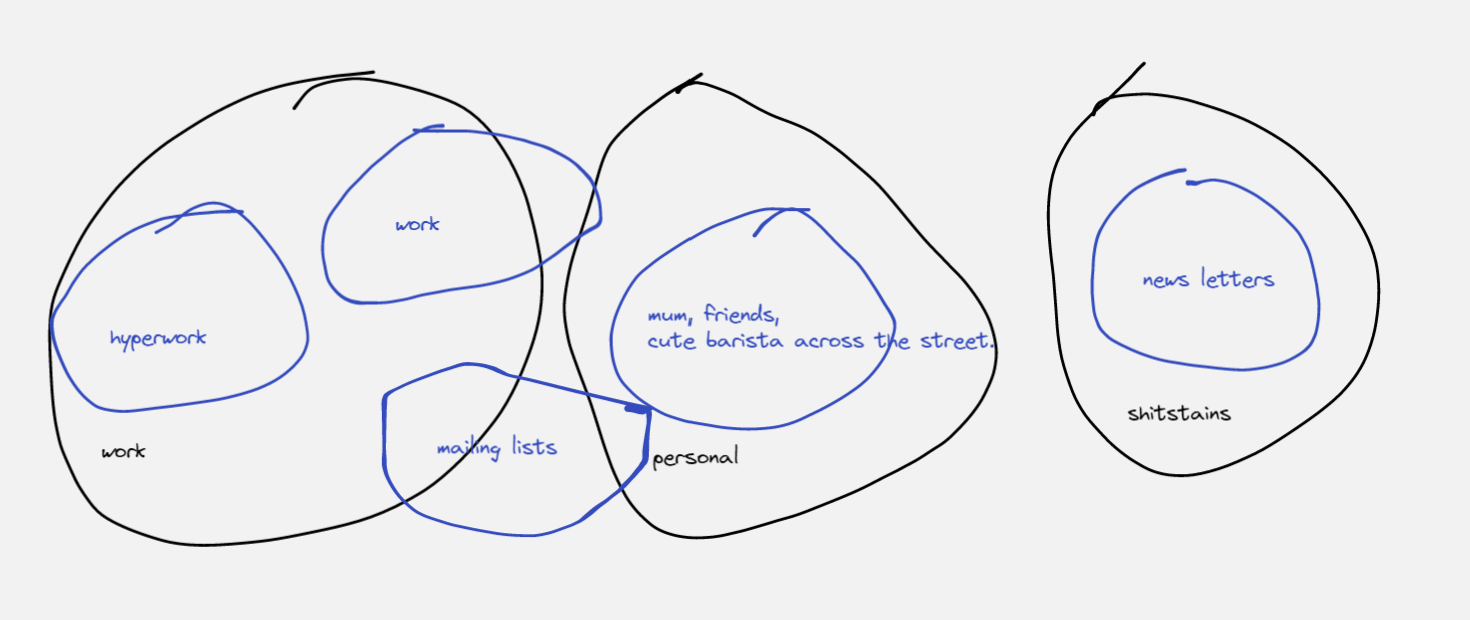 work
hyperwork
work
mailing lists
mum, friends,
cute barista across the street.
personal
news letters
shitstains